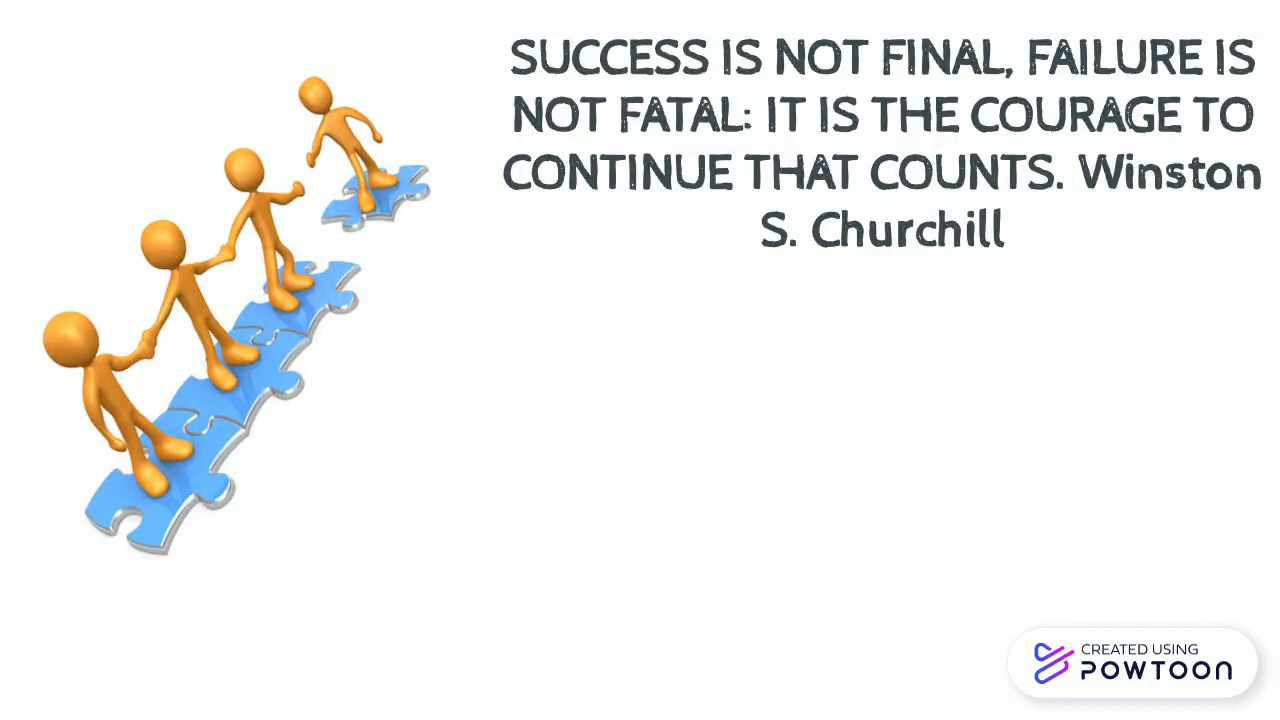 SUCCESS IS NOT FINAL, FAILURE IS
NOT FATAL: IT IS THE COURAGE TO
CONTINUE THAT COUNTS. Winston
S. Churchill
CREATED USING
POWTOON